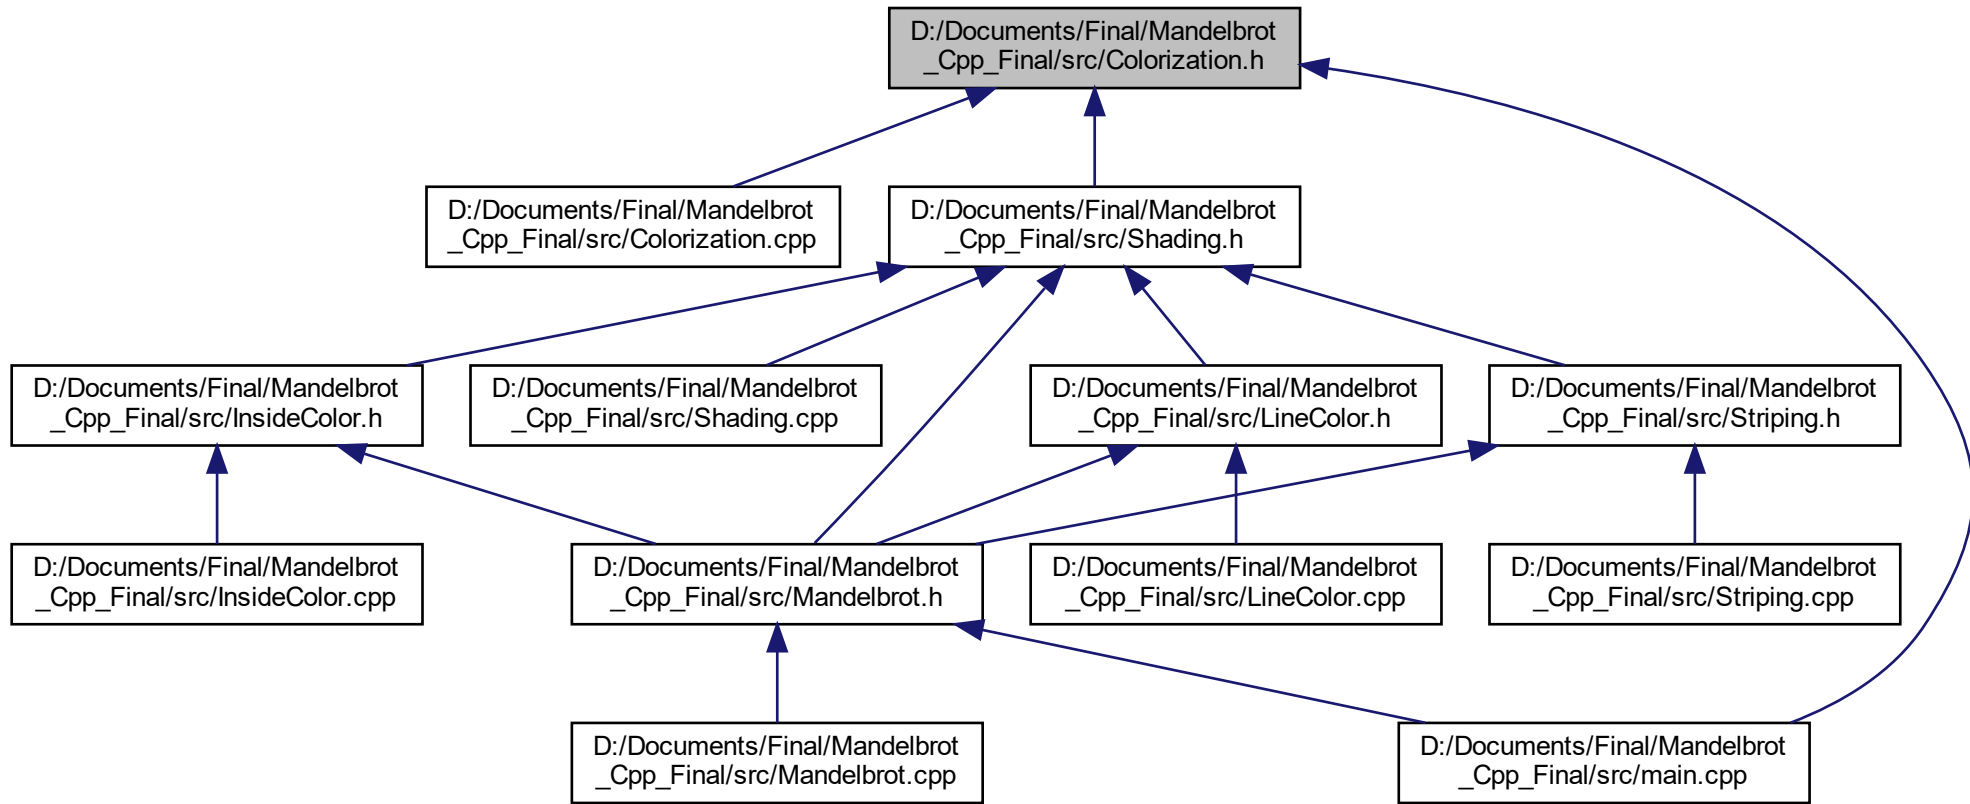 D:/Documents/Final/Mandelbrot
_Cpp_Final/src/Colorization.h
D:/Documents/Final/Mandelbrot
_Cpp_Final/src/Colorization.cpp
D:/Documents/Final/Mandelbrot
_Cpp_Final/src/Shading.h
D:/Documents/Final/Mandelbrot
_Cpp_Final/src/InsideColor.h
D:/Documents/Final/Mandelbrot
_Cpp_Final/src/Shading.cpp
D:/Documents/Final/Mandelbrot
_Cpp_Final/src/LineColor.h
D:/Documents/Final/Mandelbrot
_Cpp_Final/src/Striping.h
D:/Documents/Final/Mandelbrot
_Cpp_Final/src/InsideColor.cpp
D:/Documents/Final/Mandelbrot
_Cpp_Final/src/Mandelbrot.h
D:/Documents/Final/Mandelbrot
_Cpp_Final/src/LineColor.cpp
D:/Documents/Final/Mandelbrot
_Cpp_Final/src/Striping.cpp
D:/Documents/Final/Mandelbrot
_Cpp_Final/src/Mandelbrot.cpp
D:/Documents/Final/Mandelbrot
_Cpp_Final/src/main.cpp